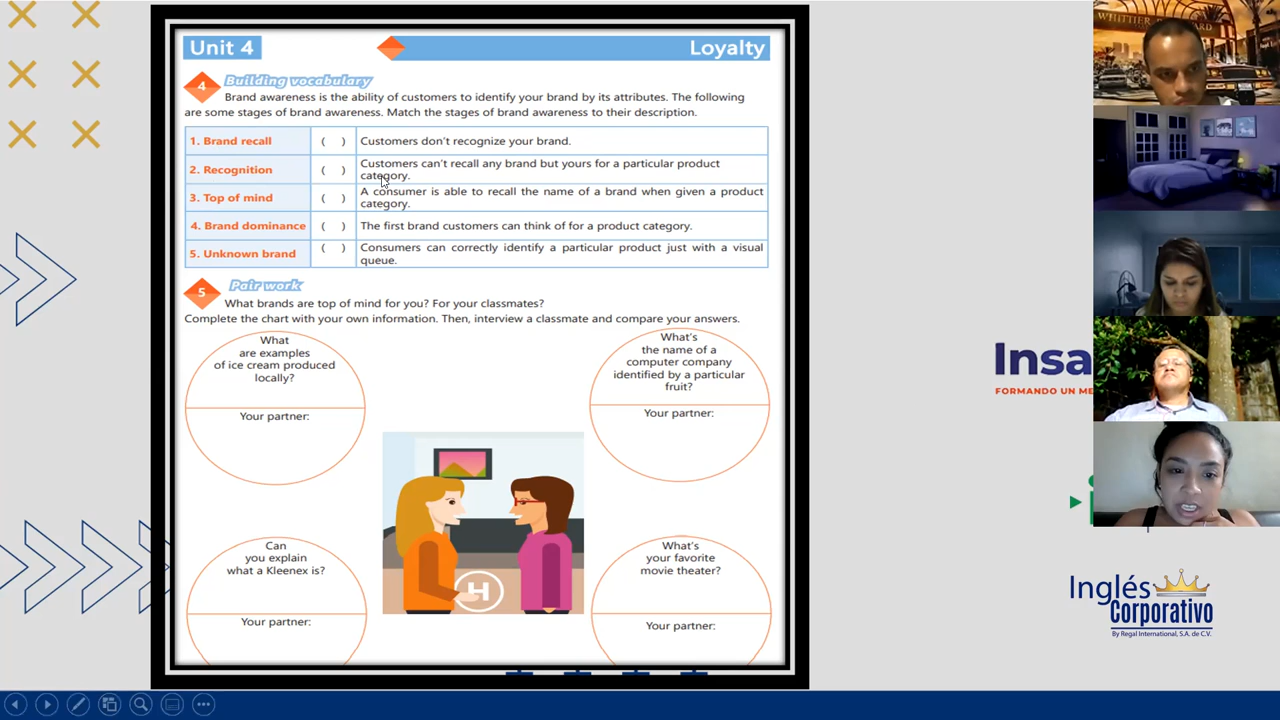 WHITTIER
Unit 4
Loyalty
4
Building vocabulary
Brand awareness is the ability of customers to identify your brand by its attributes. The following
are some stages of brand awareness. Match the stages of brand awareness to their description.
1. Brand recall ( ) Customers don't recognize your brand.
2. Recognition ( ) Customers can't recall any brand but yours for a particular product
category.
3. Top of mind ( ) A consumer is able to recall the name of a brand when given a product
category.
4. Brand dominance ( ) The first brand customers can think of for a product category.
5. Unknown brand ( ) Consumers can correctly identify a particular product just with a visual
queue.
5
Pair work
What brands are top of mind for you? For your classmates?
Complete the chart with your own information. Then, interview a classmate and compare your answers.
What
are examples
of ice cream produced
locally?
Your partner:
What's
the name of a
computer company
identified by a particular
fruit?
Your partner:
Can
you explain
what a Kleenex is?
Your partner:
What's
your favorite
movie theater?
Your partner:
H
Insa
FORMANDO UN ME
Inglés
Corporativo
By Regal International, S.A. de C.V.